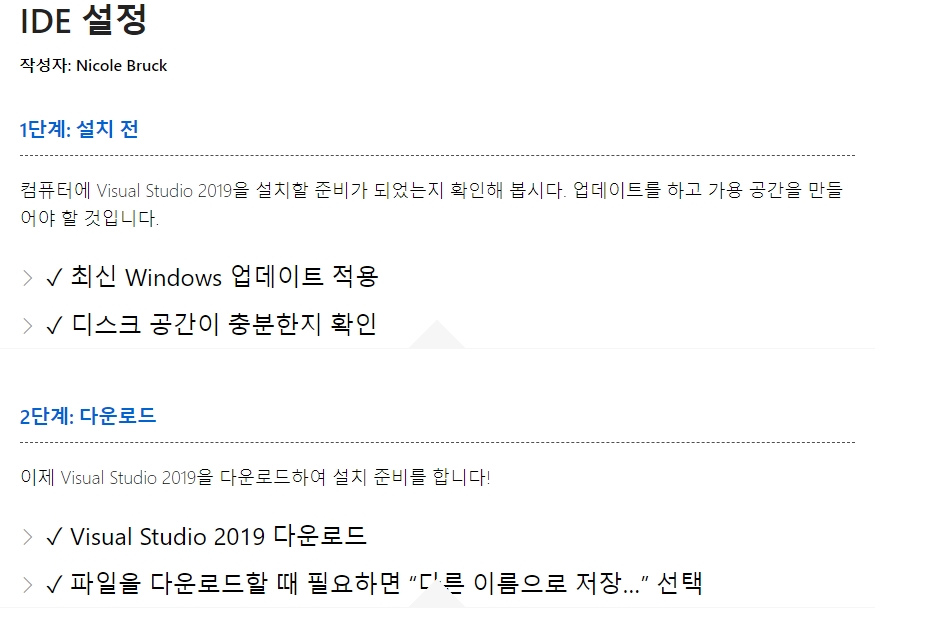 IDE 설정
작성자: Nicole Bruck
1단계: 설치 전
컴퓨터에 Visual Studio 2019을 설치할 준비가 되었는지 확인해 봅시다. 업데이트를 하고 가용 공간을 만들
어야 할 것입니다.
✓ 최신 Windows 업데이트 적용
✓ 디스크 공간이 충분한지 확인
2단계: 다운로드
이제 Visual Studio 2019을 다운로드하여 설치 준비를 합니다!
✓ Visual Studio 2019 다운로드
✓ 파일을 다운로드할 때 필요하면 “다른 이름으로 저장...” 선택